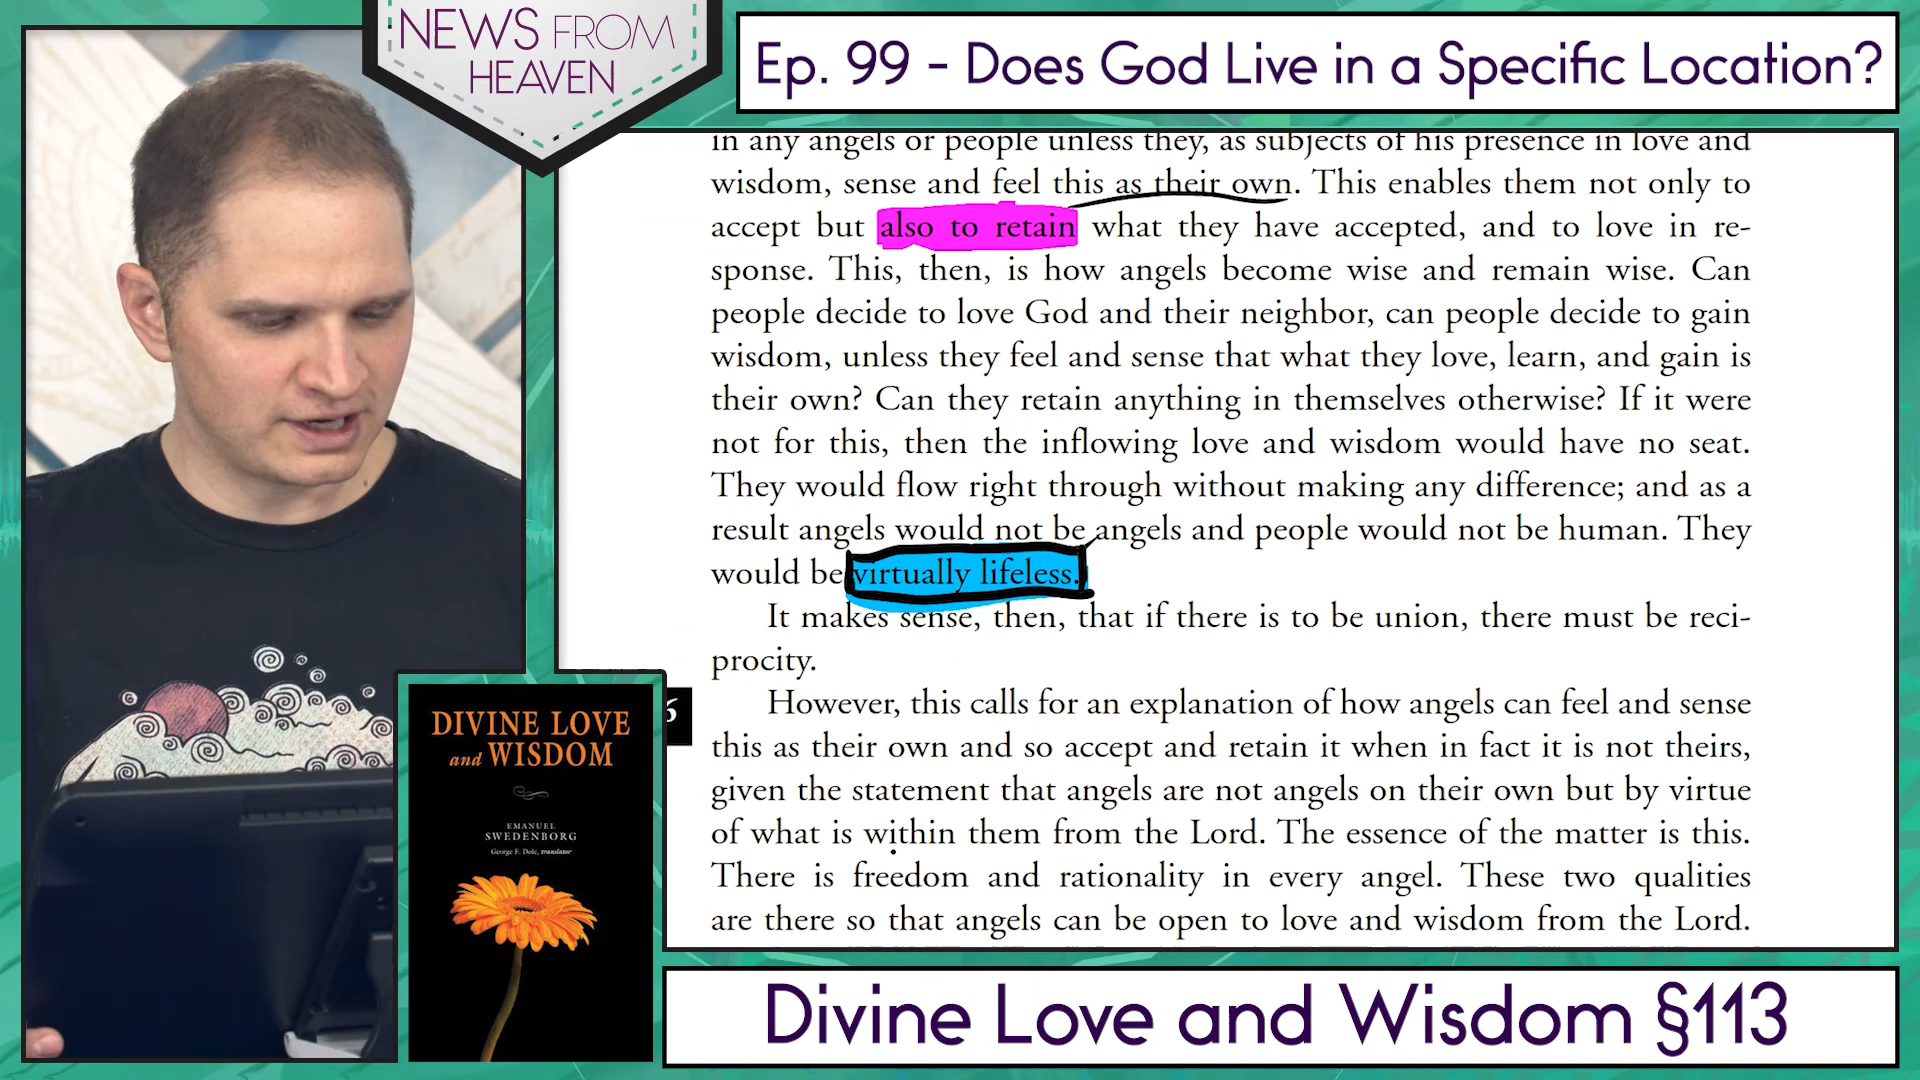 NEWS FROM
HEAVEN
Ep. 99 - Does God Live in a Specific Location?
in any angels or people unless they, as subjects of his presence in love and
wisdom, sense and feel this as their own. This enables them not only to
accept but also to retain what they have accepted, and to love in re-
sponse. This, then, is how angels become wise and remain wise. Can
people decide to love God and their neighbor, can people decide to gain
wisdom, unless they feel and sense that what they love, learn, and gain is
their own? Can they retain anything in themselves otherwise? If it were
not for this, then the inflowing love and wisdom would have no seat.
They would flow right through without making any difference; and as a
result angels would not be angels and people would not be human. They
would be virtually lifeless.
It makes sense, then, that if there is to be union, there must be reci-
procity.
6
However, this calls for an explanation of how angels can feel and sense
this as their own and so accept and retain it when in fact it is not theirs,
given the statement that angels are not angels on their own but by virtue
of what is within them from the Lord. The essence of the matter is this.
There is freedom and rationality in every angel. These two qualities
are there so that angels can be open to love and wisdom from the Lord.
DIVINE LOVE
and WISDOM
EMANUEL
SWEDENBORG
George F. Dole, translator
Divine Love and Wisdom §113